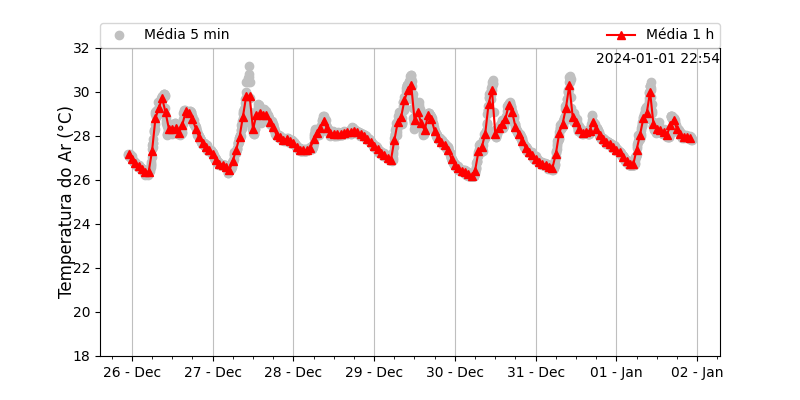 Média 5 min
Média 1 h
2024-01-01 22:54
Temperatura do Ar (°C)
32
30
28
26
24
22
20
18
26 - Dec
27 - Dec
28 - Dec
29 - Dec
30 - Dec
31 - Dec
01 - Jan
02 - Jan